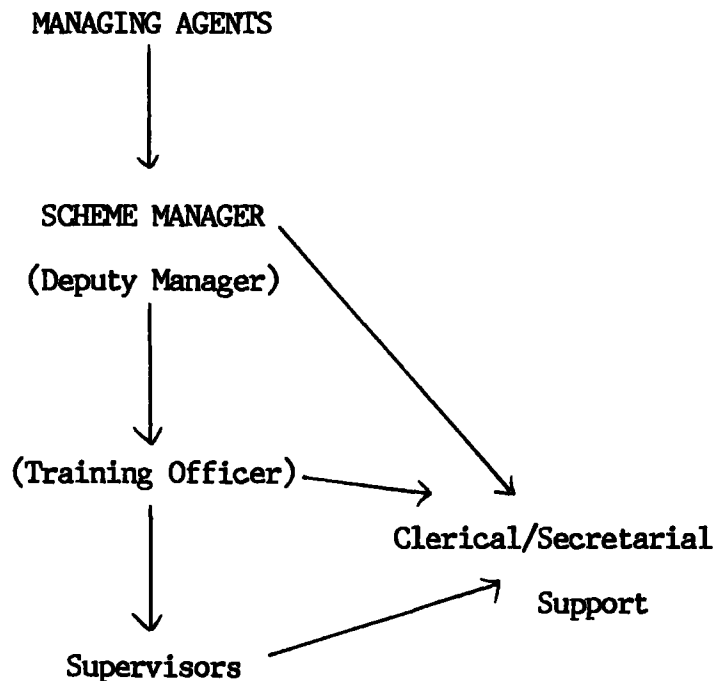 MANAGING AGENTS
SCHEME MANAGER
(Deputy Manager)
(Training Officer)
Clerical/Secretarial
Support
Supervisors